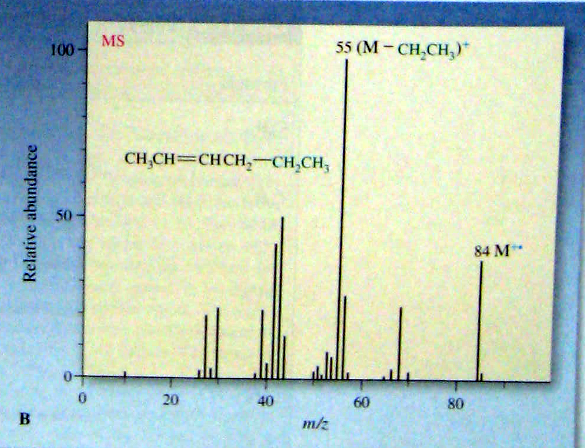 MS
55 (M − CH₂CH₃)⁺
100
CH₃CH=CHCH₂—CH₂CH₃
Relative abundance
50
84 M⁺•
0
0 20 40 60 80
B
m/z